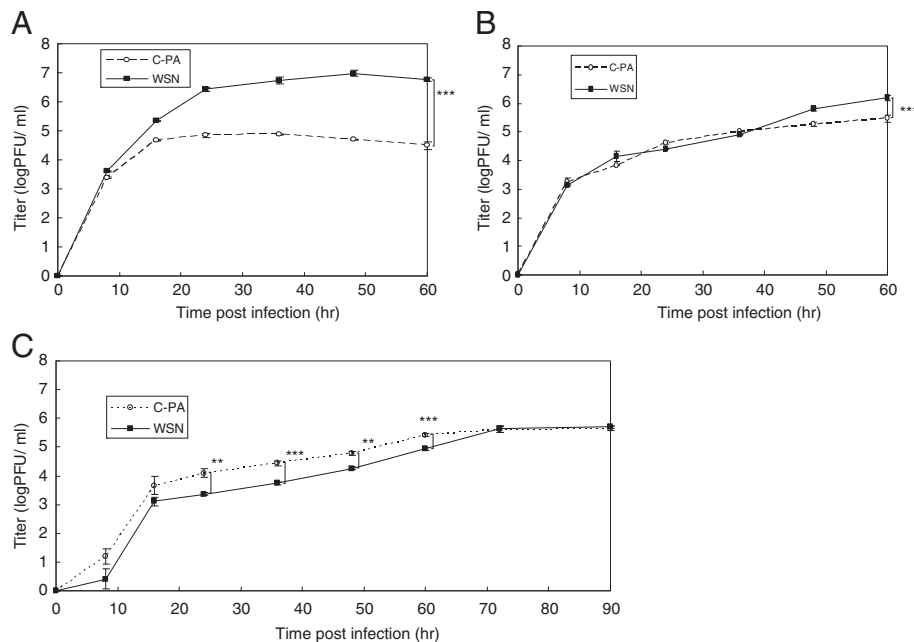 A
8
7
6
5
4
3
2
1
0
Titer (logPFU/ ml)
C-PA
WSN
***
0 10 20 30 40 50 60
Time post infection (hr)
B
8
7
6
5
4
3
2
1
0
Titer (logPFU/ ml)
C-PA
WSN
***
0 10 20 30 40 50 60
Time post infection (hr)
C
8
7
6
5
4
3
2
1
0
Titer (logPFU/ ml)
C-PA
WSN
** *** ** ***
0 10 20 30 40 50 60 70 80 90
Time post infection (hr)